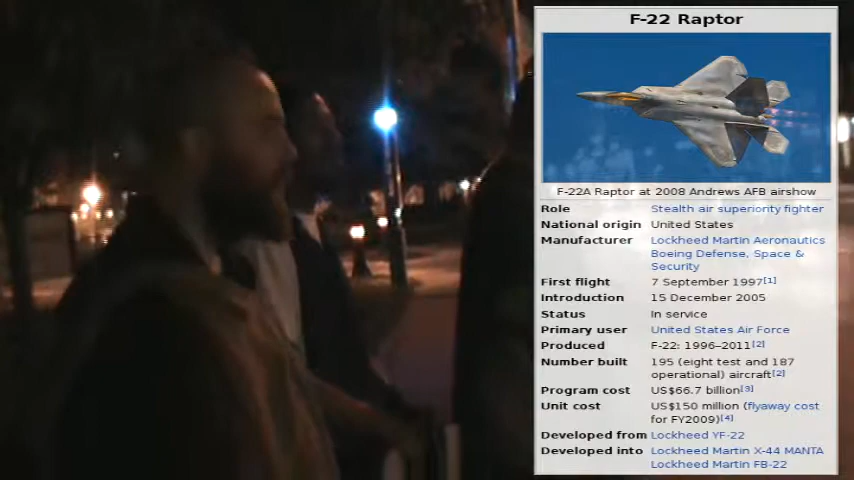 F-22 Raptor
F-22A Raptor at 2008 Andrews AFB airshow
Role Stealth air superiority fighter
National origin United States
Manufacturer Lockheed Martin Aeronautics
Boeing Defense, Space &
Security
First flight 7 September 1997[1]
Introduction 15 December 2005
Status In service
Primary user United States Air Force
Produced F-22: 1996–2011[2]
Number built 195 (eight test and 187
operational) aircraft[2]
Program cost US$66.7 billion[3]
Unit cost US$150 million (flyaway cost
for FY2009)[4]
Developed from Lockheed YF-22
Developed into Lockheed Martin X-44 MANTA
Lockheed Martin FB-22